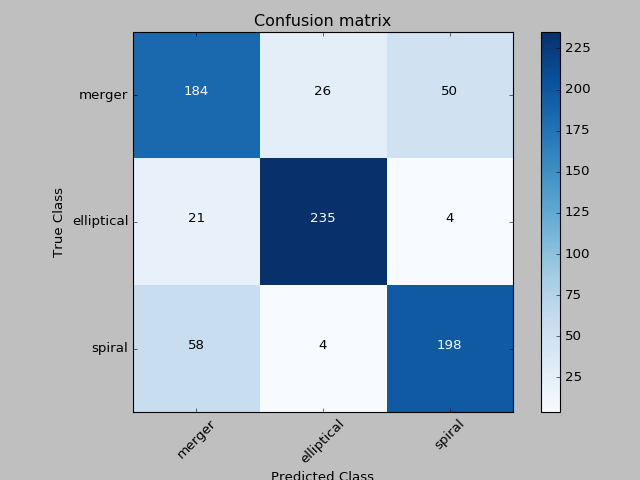 Confusion matrix
merger 184 26 50
elliptical 21 235 4
spiral 58 4 198
merger elliptical spiral
Predicted Class
True Class
225
200
175
150
125
100
75
50
25